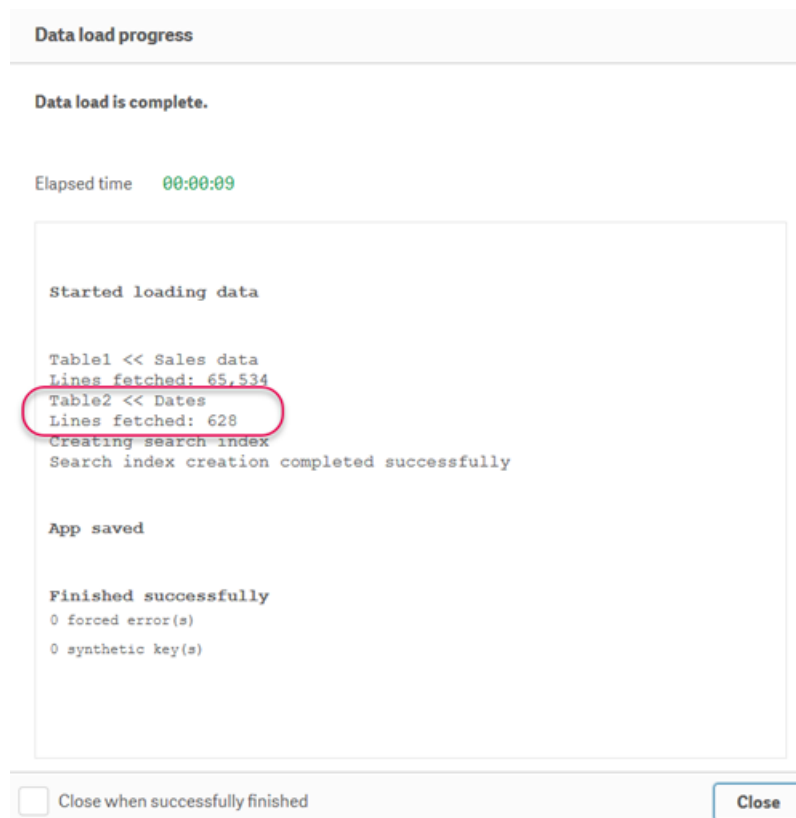 Data load progress
Data load is complete.
Elapsed time 00:00:09
Started loading data
Table1 << Sales data
Lines fetched: 65,534
Table2 << Dates
Lines fetched: 628
Creating search index
Search index creation completed successfully
App saved
Finished successfully
0 forced error(s)
0 synthetic key(s)
Close when successfully finished
Close